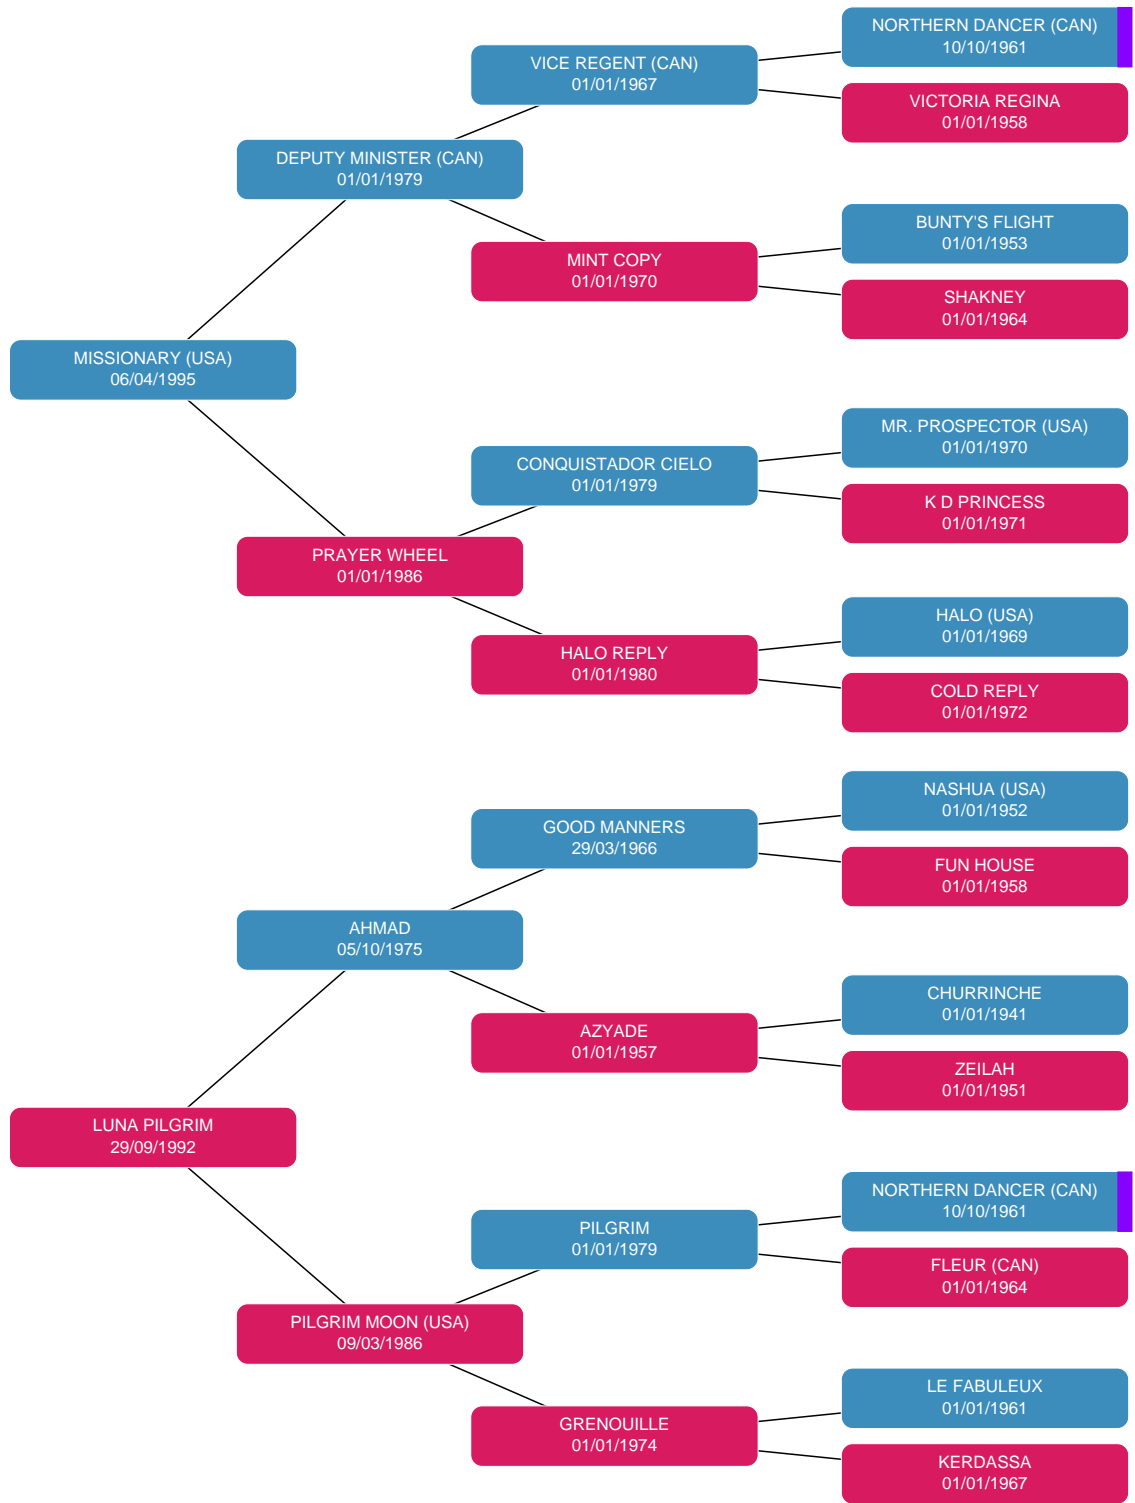 NORTHERN DANCER (CAN)
10/10/1961
VICE REGENT (CAN)
01/01/1967
VICTORIA REGINA
01/01/1958
DEPUTY MINISTER (CAN)
01/01/1979
BUNTY'S FLIGHT
01/01/1953
MINT COPY
01/01/1970
SHAKNEY
01/01/1964
MISSIONARY (USA)
06/04/1995
MR. PROSPECTOR (USA)
01/01/1970
CONQUISTADOR CIELO
01/01/1979
K D PRINCESS
01/01/1971
PRAYER WHEEL
01/01/1986
HALO (USA)
01/01/1969
HALO REPLY
01/01/1980
COLD REPLY
01/01/1972
NASHUA (USA)
01/01/1952
GOOD MANNERS
29/03/1966
FUN HOUSE
01/01/1958
AHMAD
05/10/1975
CHURRINCHE
01/01/1941
AZYADE
01/01/1957
ZEILAH
01/01/1951
LUNA PILGRIM
29/09/1992
NORTHERN DANCER (CAN)
10/10/1961
PILGRIM
01/01/1979
FLEUR (CAN)
01/01/1964
PILGRIM MOON (USA)
09/03/1986
LE FABULEUX
01/01/1961
GRENOUILLE
01/01/1974
KERDASSA
01/01/1967